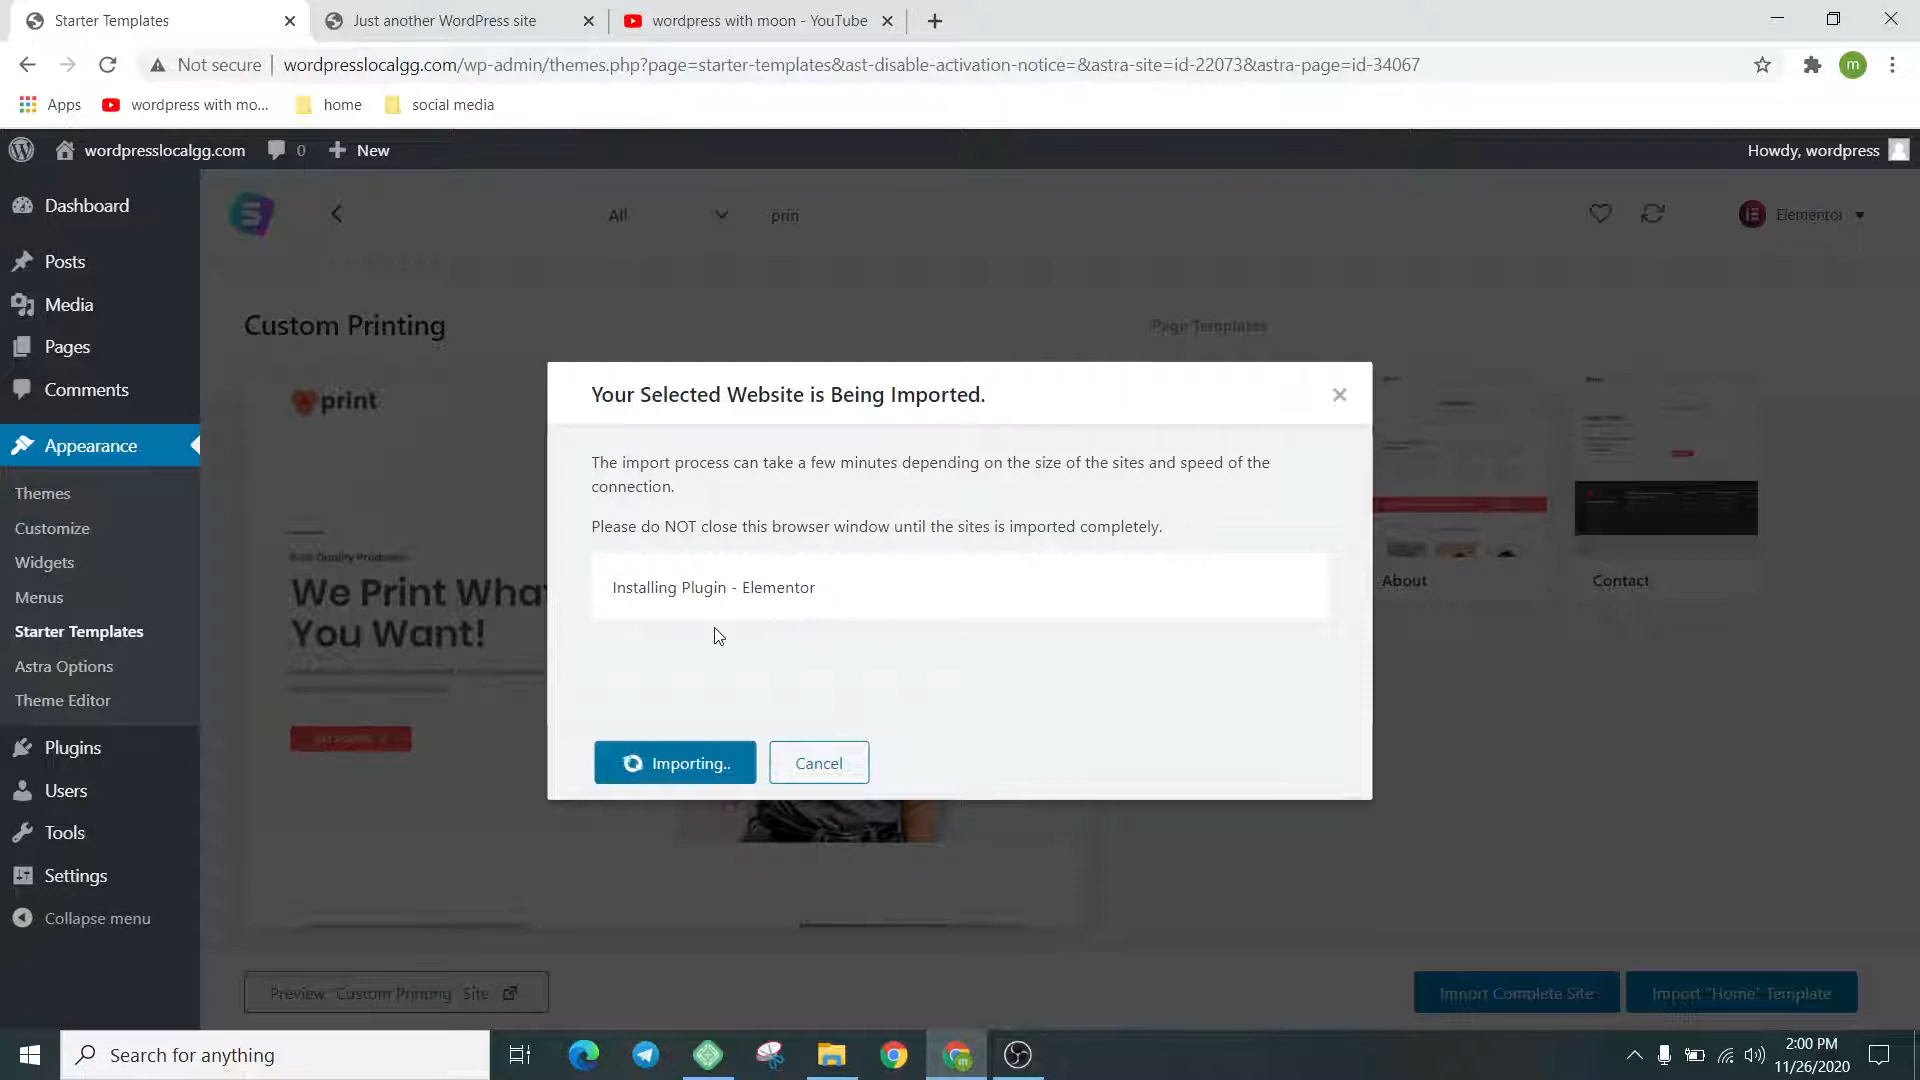 Starter Templates
Just another WordPress site
wordpress with moon - YouTube
Not secure
wordpresslocalgg.com/wp-admin/themes.php?page=starter-templates&ast-disable-activation-notice=&astra-site=id-22073&astra-page=id-34067
m
Apps
wordpress with mo...
home
social media
wordpresslocalgg.com
0
New
Howdy, wordpress
Dashboard
Posts
Media
Pages
Comments
Appearance
Themes
Customize
Widgets
Menus
Starter Templates
Astra Options
Theme Editor
Plugins
Users
Tools
Settings
Collapse menu
All
prin
Elementor
Custom Printing
Page Templates
print
We Print What
You Want!
Your Selected Website is Being Imported.
The import process can take a few minutes depending on the size of the sites and speed of the
connection.
Please do NOT close this browser window until the sites is imported completely.
Installing Plugin - Elementor
Importing..
Cancel
About
Contact
Preview "Custom Printing" Site
Import Complete Site
Import "Home" Template
Search for anything
2:00 PM
11/26/2020